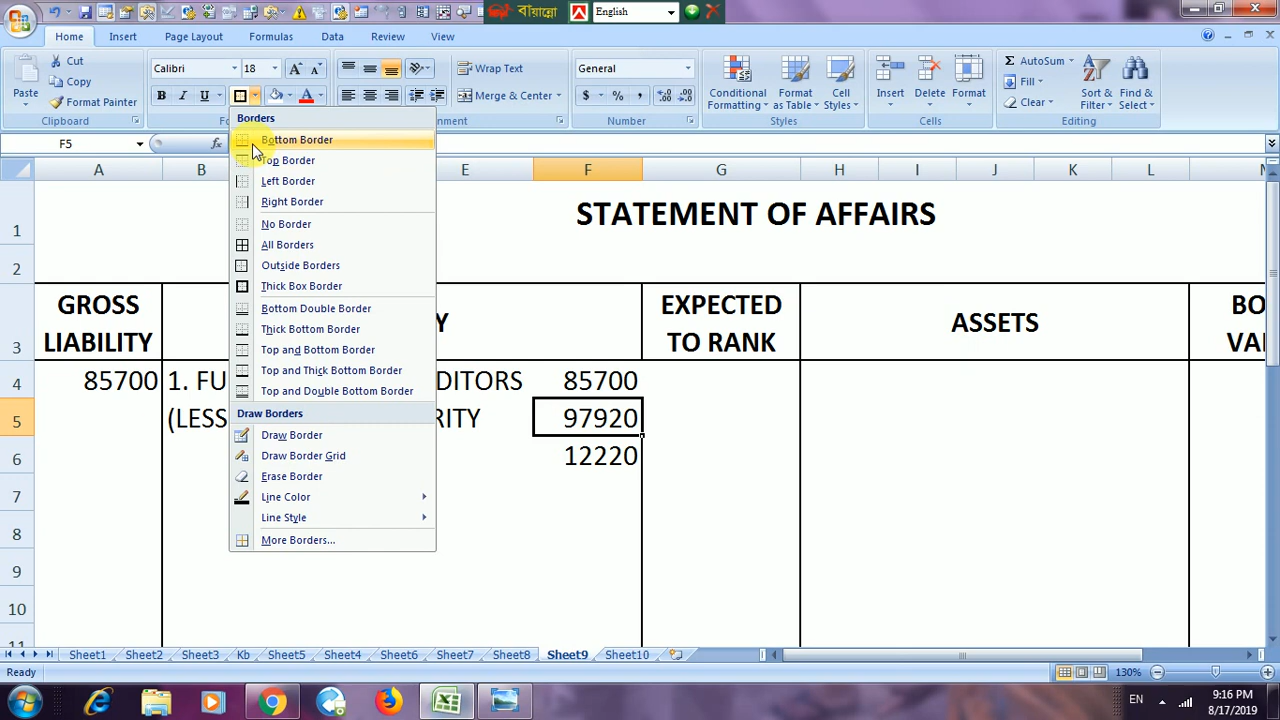 বাঁয়ান্নো
English
Home
Insert
Page Layout
Formulas
Data
Review
View
Paste
Cut
Copy
Format Painter
Calibri
18
B I U
Wrap Text
Merge & Center
General
$ % ,
Number
Conditional Formatting
Format as Table
Cell Styles
Styles
Insert
Delete
Format
Cells
Σ AutoSum
Fill
Clear
Sort & Filter
Find & Select
Editing
F5
fx
Borders
Bottom Border
Top Border
Left Border
Right Border
No Border
All Borders
Outside Borders
Thick Box Border
Bottom Double Border
Thick Bottom Border
Top and Bottom Border
Top and Thick Bottom Border
Top and Double Bottom Border
Draw Borders
Draw Border
Draw Border Grid
Erase Border
Line Color
Line Style
More Borders...
A B E F G H I J K L
1 STATEMENT OF AFFAIRS
2
3 GROSS LIABILITY Y EXPECTED TO RANK ASSETS
4 85700 1. FU DITORS 85700
5 (LESS RITY 97920
6 12220
7
8
9
10
11
Sheet1 Sheet2 Sheet3 Kb Sheet5 Sheet4 Sheet6 Sheet7 Sheet8 Sheet9 Sheet10
Ready
130%
EN
9:16 PM
8/17/2019